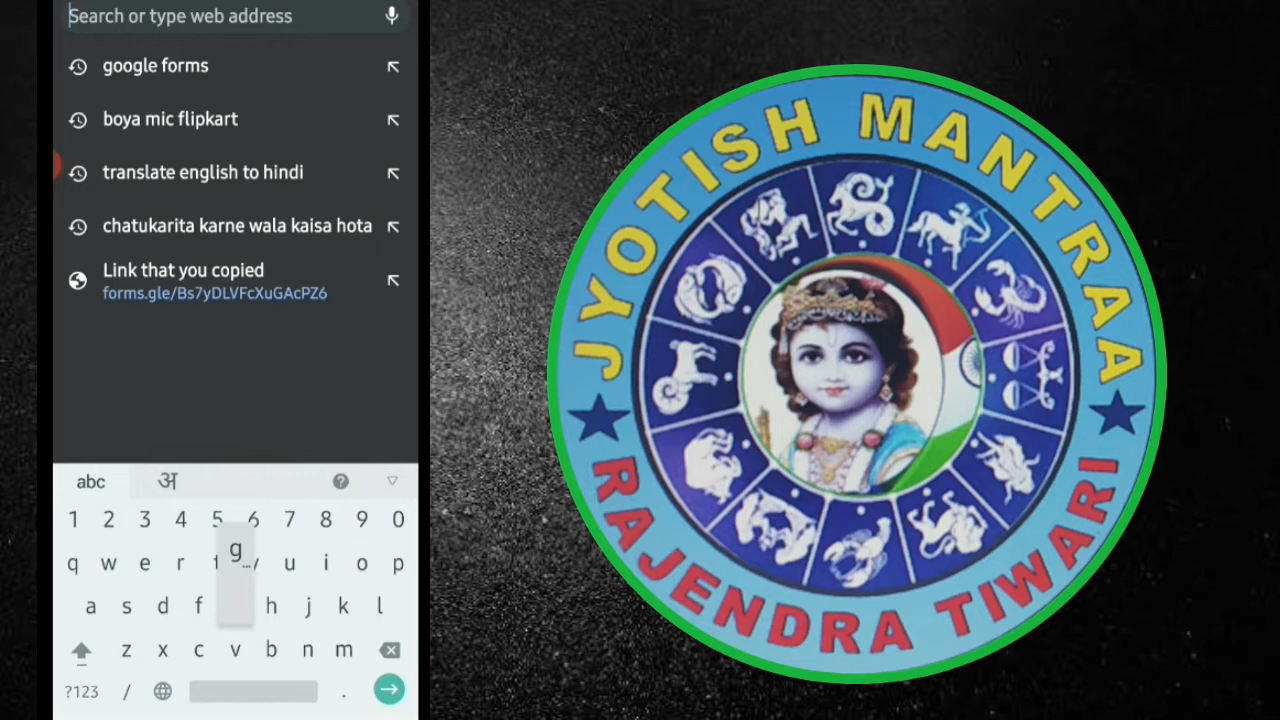 Search or type web address
google forms
boya mic flipkart
translate english to hindi
chatukarita karne wala kaisa hota
Link that you copied
forms.gle/Bs7yDLVFcXuGAcPZ6
abc अ ?
1 2 3 4 5 6 7 8 9 0
q w e r t y u i o p
a s d f g h j k l
z x c v b n m
?123 / .
JYOTISH MANTRAA
RAJENDRA TIWARI